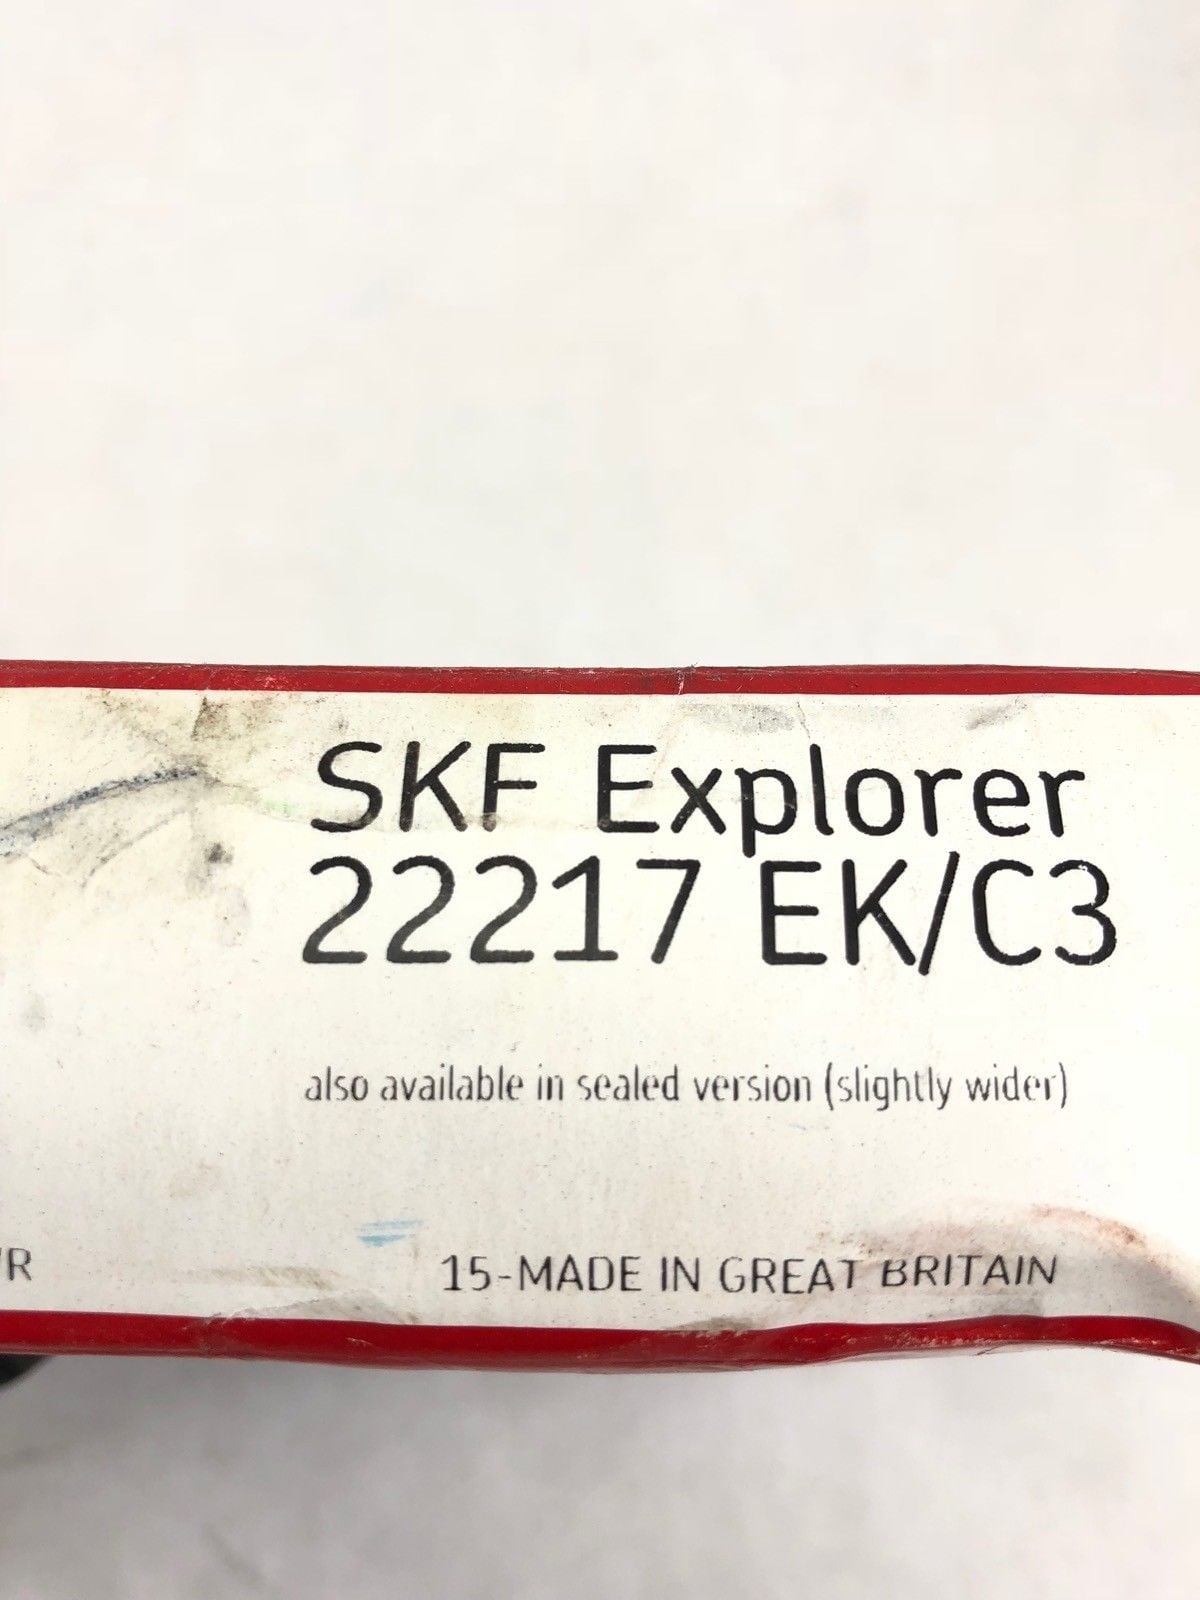 SKF Explorer
22217 EK/C3
also available in sealed version (slightly wider)
15-MADE IN GREAT BRITAIN